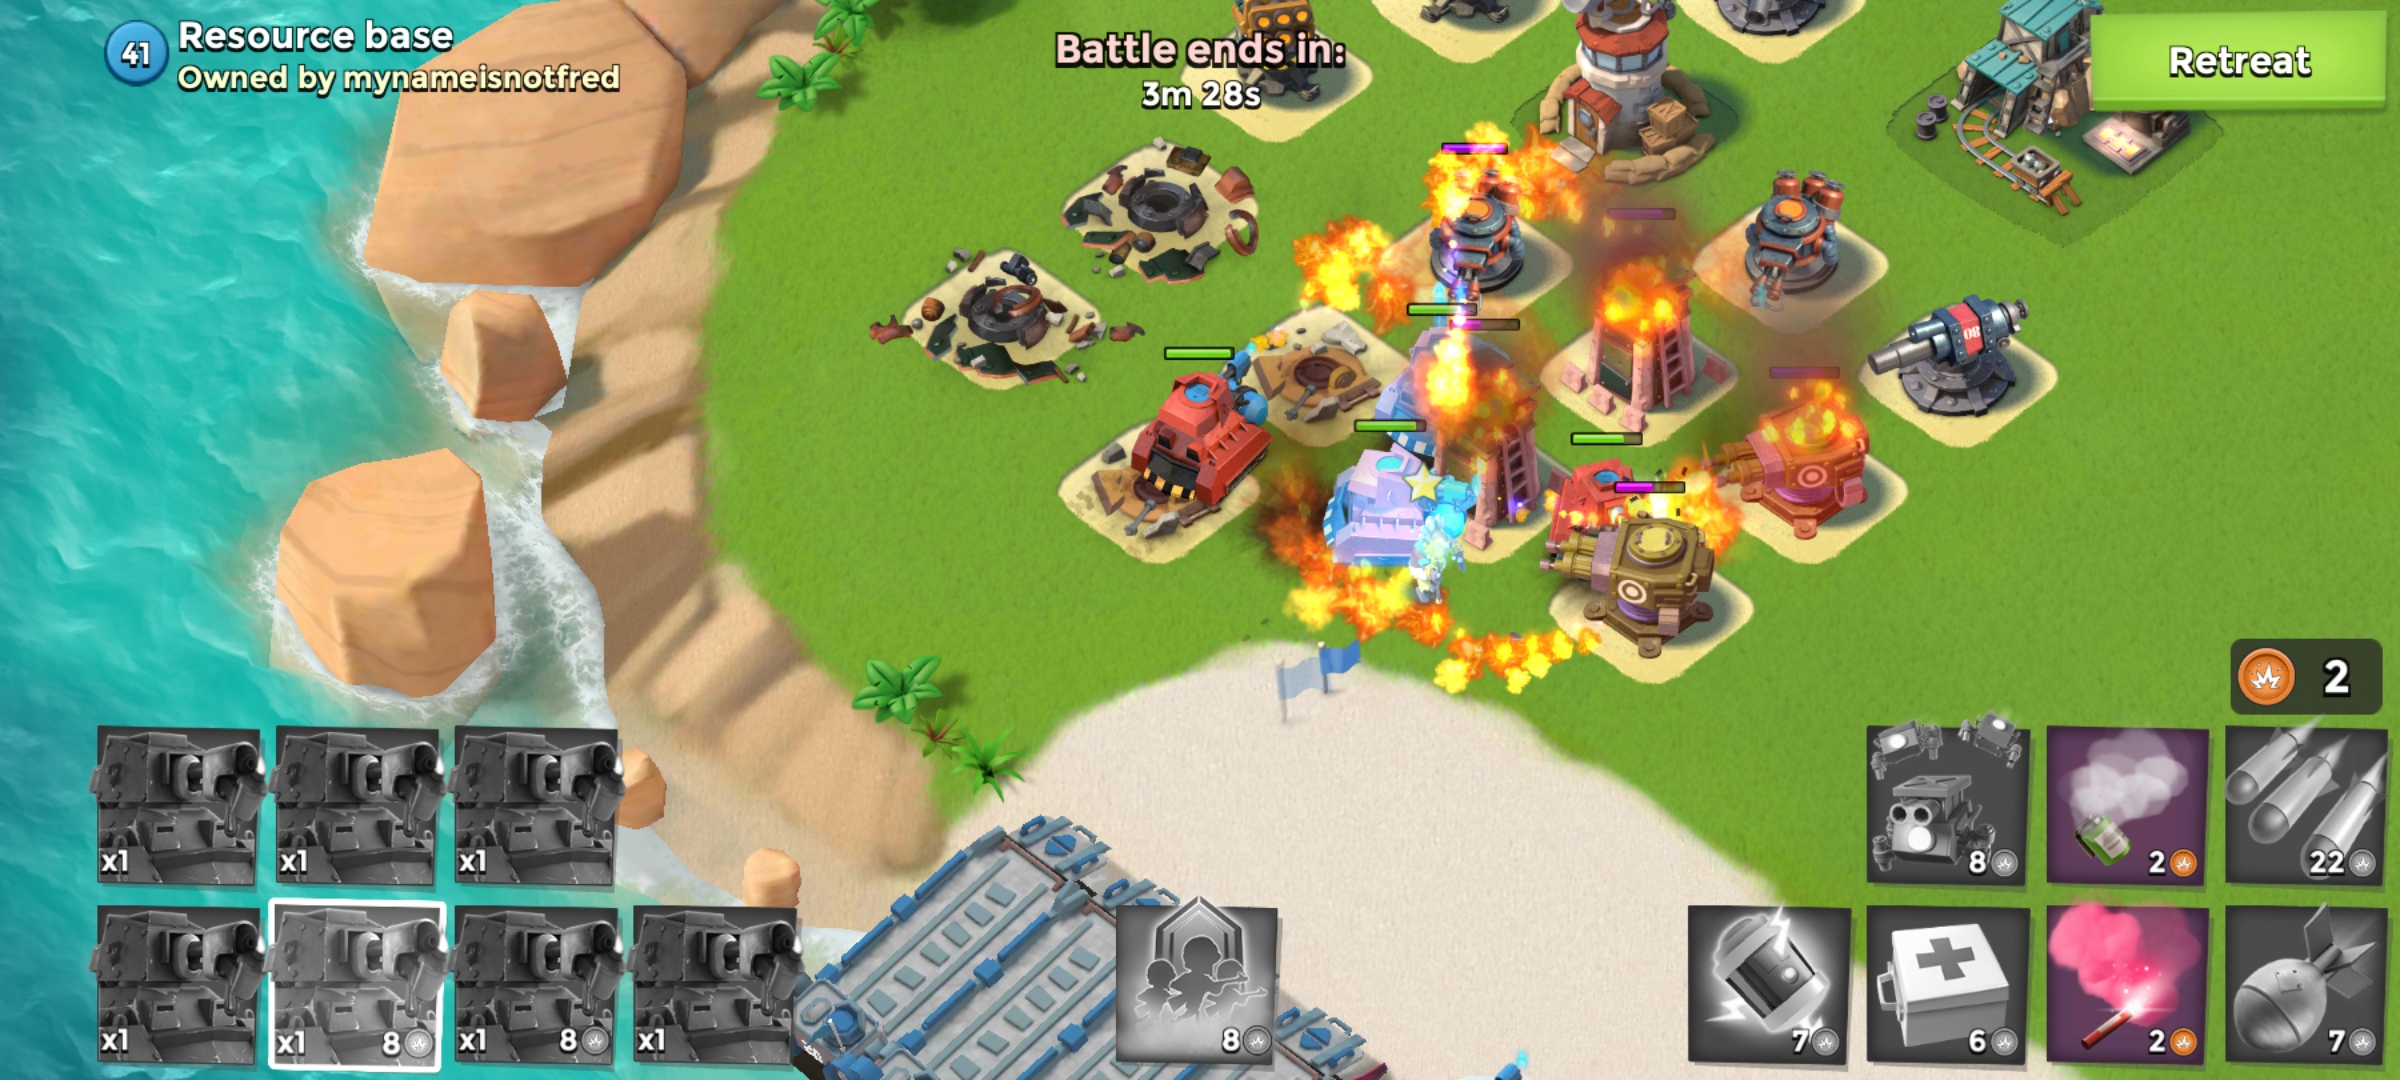 41
Resource base
Owned by mynameisnotfred
Battle ends in:
3m 28s
Retreat
08
2
x1
x1
x1
8
2
22
x1
x1 8
x1 8
x1
8
7
6
2
7